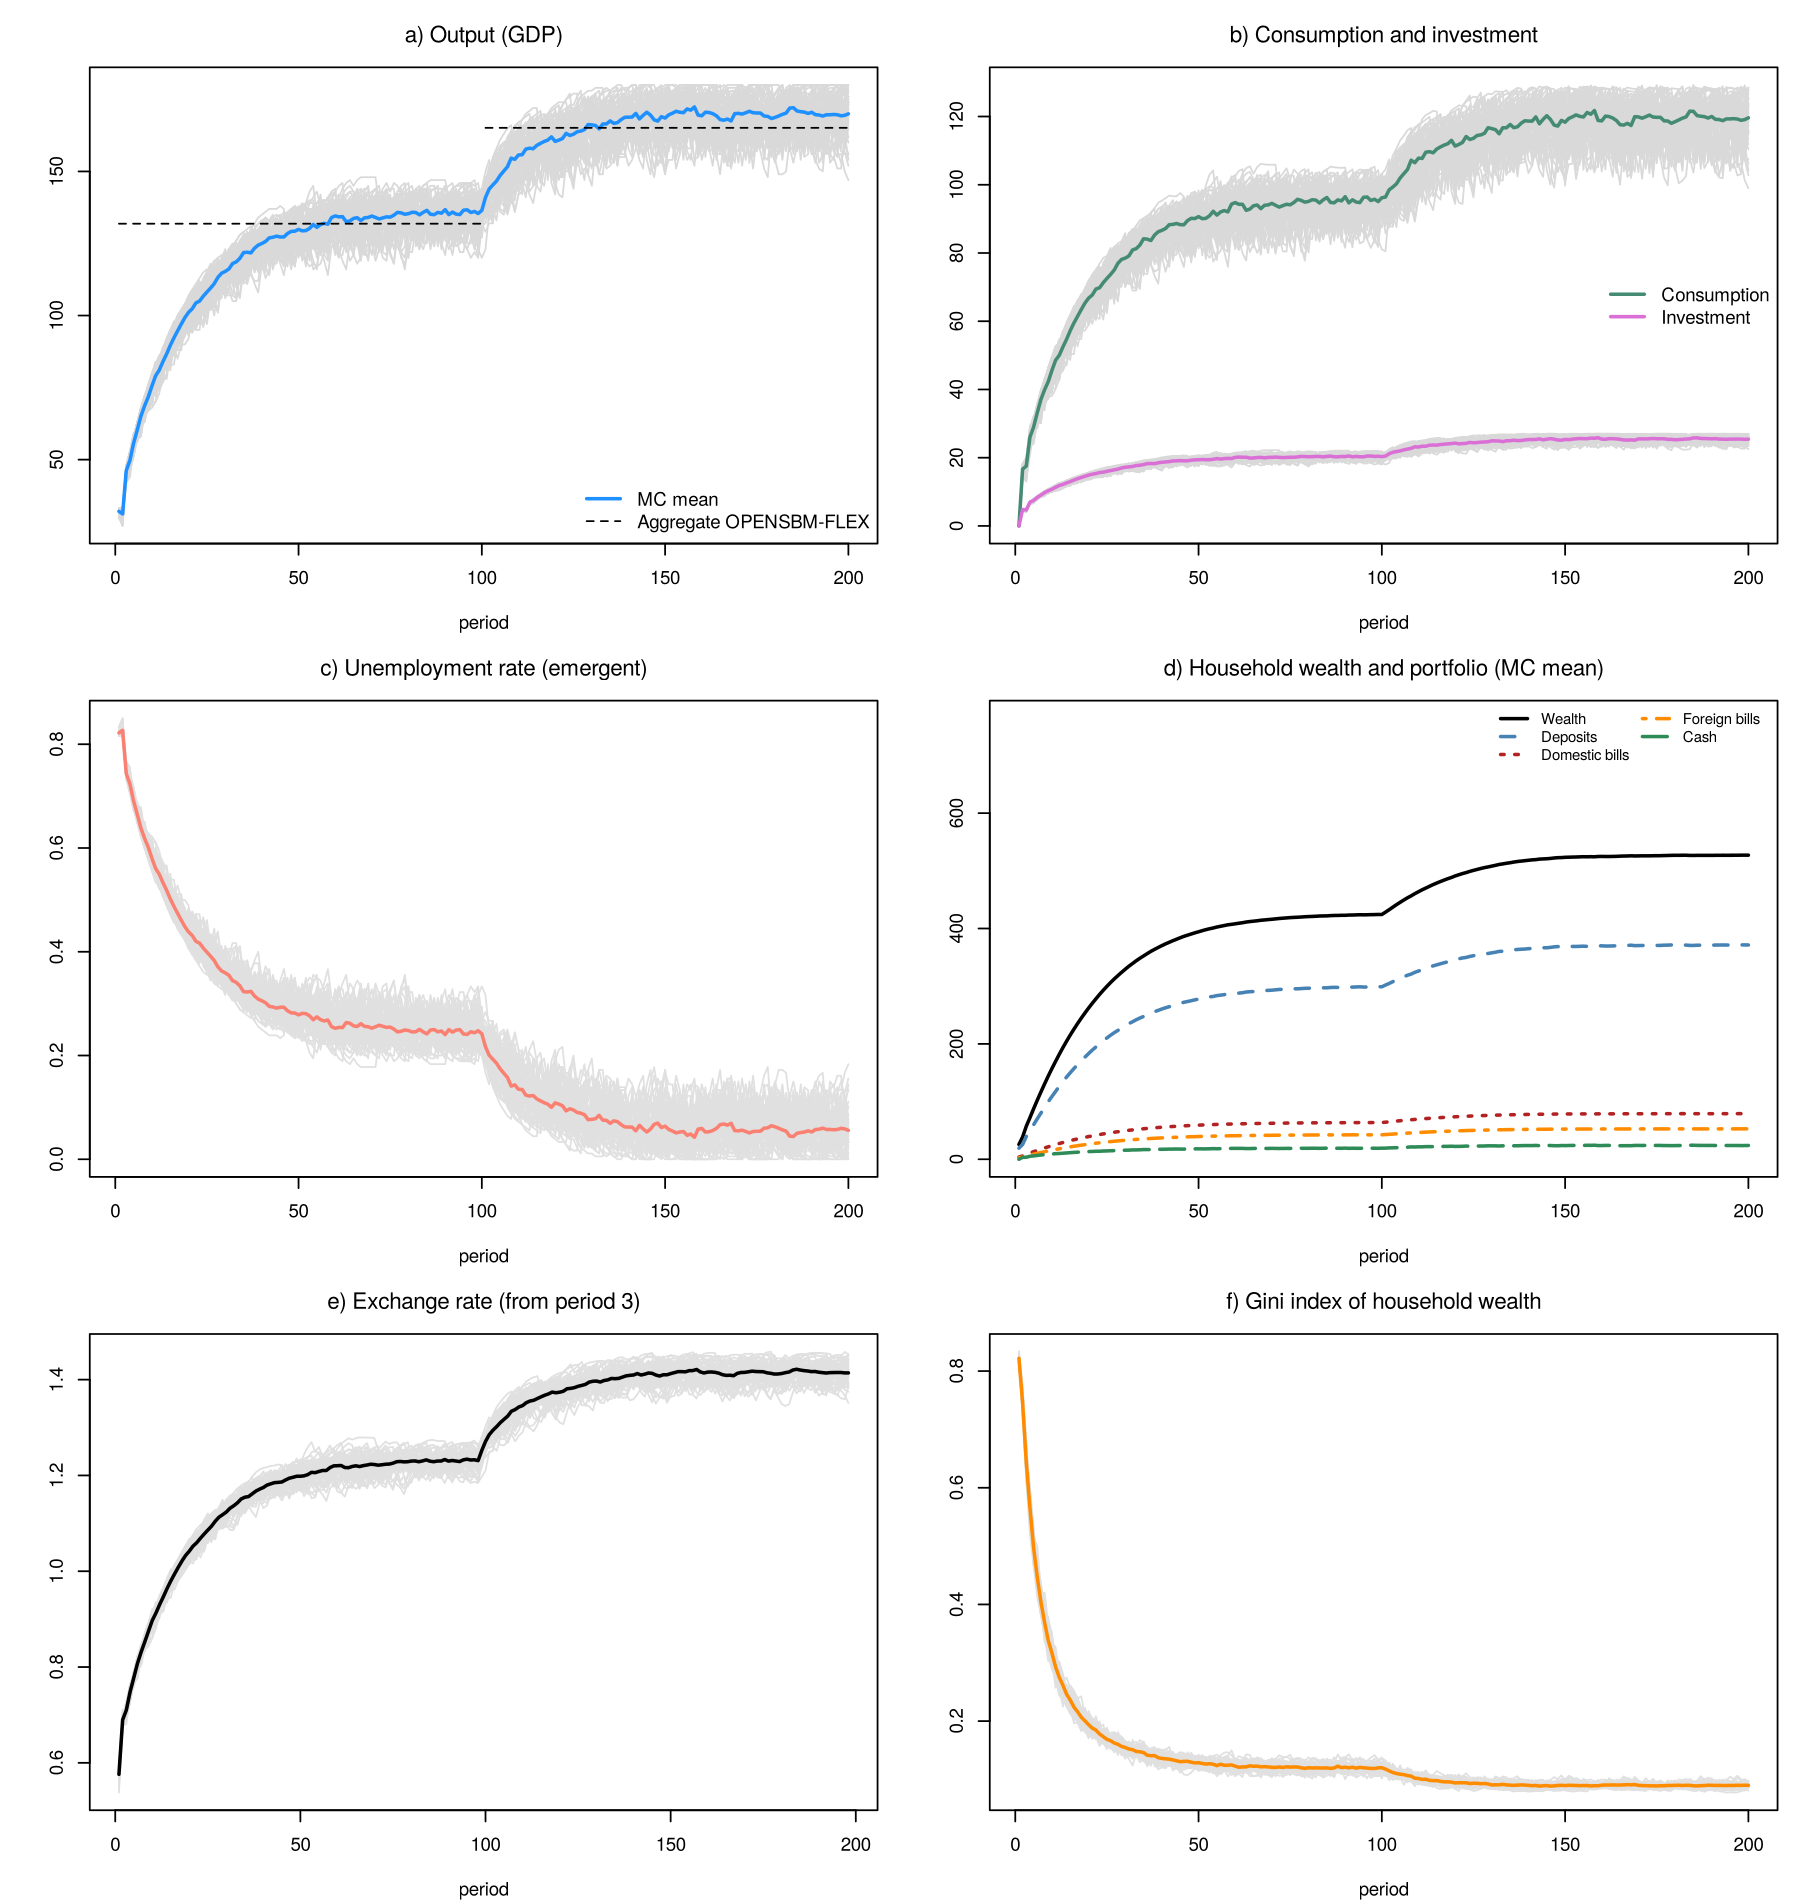 a) Output (GDP)
150
100
50
MC mean
Aggregate OPENSBM-FLEX
0 50 100 150 200
period
b) Consumption and investment
120
100
80
60
40
20
0
Consumption
Investment
0 50 100 150 200
period
c) Unemployment rate (emergent)
0.8
0.6
0.4
0.2
0.0
0 50 100 150 200
period
d) Household wealth and portfolio (MC mean)
Wealth Foreign bills
Deposits Cash
Domestic bills
600
400
200
0
0 50 100 150 200
period
e) Exchange rate (from period 3)
1.4
1.2
1.0
0.8
0.6
0 50 100 150 200
period
f) Gini index of household wealth
0.8
0.6
0.4
0.2
0 50 100 150 200
period